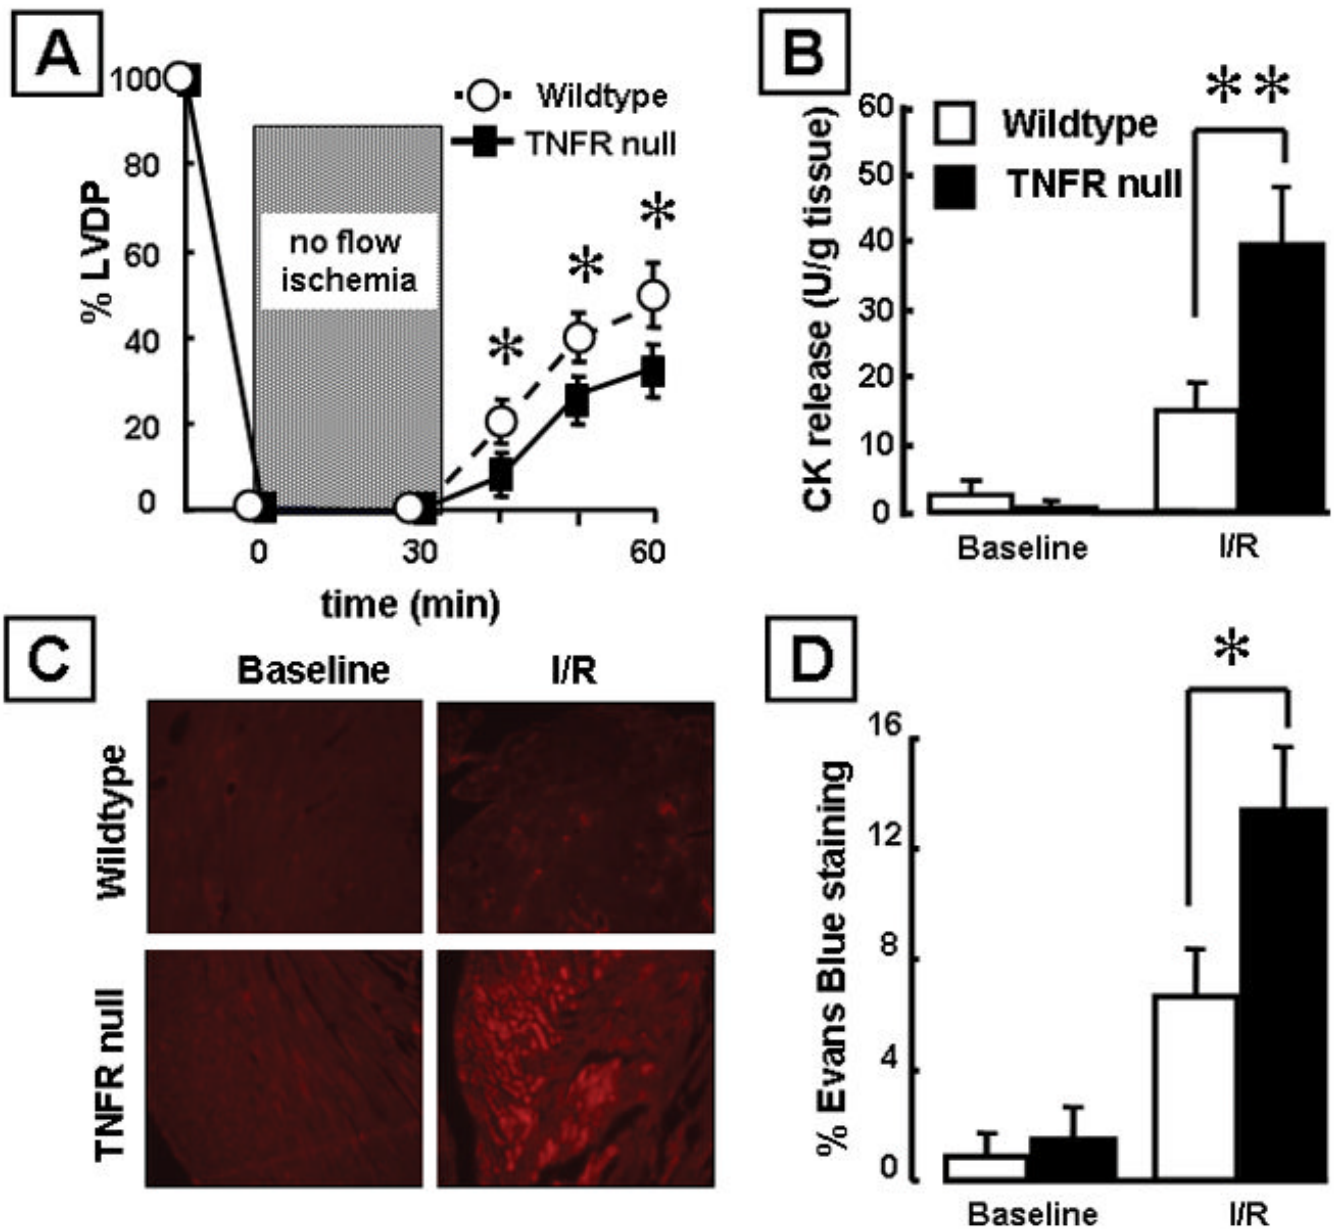 A
100
80
60
40
20
0
% LVDP
Wildtype
TNFR null
no flow
ischemia
*
*
*
0
30
60
time (min)
B
60
50
40
30
20
10
0
CK release (U/g tissue)
Wildtype
TNFR null
**
Baseline
I/R
C
Baseline
I/R
Wildtype
TNFR null
D
16
12
8
4
0
% Evans Blue staining
*
Baseline
I/R